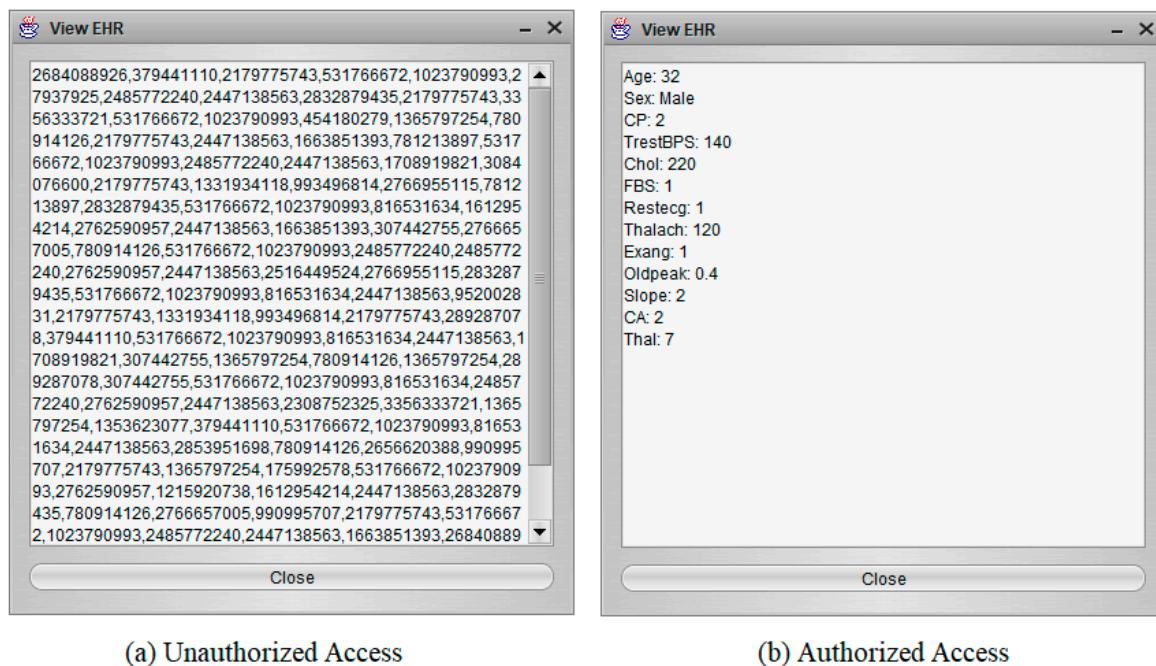 View EHR
2684088926,379441110,2179775743,531766672,1023790993,2
7937925,2485772240,2447138563,2832879435,2179775743,33
56333721,531766672,1023790993,454180279,1365797254,780
914126,2179775743,2447138563,1663851393,781213897,5317
66672,1023790993,2485772240,2447138563,1708919821,3084
076600,2179775743,1331934118,993496814,2766955115,7812
13897,2832879435,531766672,1023790993,816531634,161295
4214,2762590957,2447138563,1663851393,307442755,276665
7005,780914126,531766672,1023790993,2485772240,2485772
240,2762590957,2447138563,2516449524,2766955115,283287
9435,531766672,1023790993,816531634,2447138563,9520028
31,2179775743,1331934118,993496814,2179775743,28928707
8,379441110,531766672,1023790993,816531634,2447138563,1
708919821,307442755,1365797254,780914126,1365797254,28
9287078,307442755,531766672,1023790993,816531634,24857
72240,2762590957,2447138563,2308752325,3356333721,1365
797254,1353623077,379441110,531766672,1023790993,81653
1634,2447138563,2853951698,780914126,2656620388,990995
707,2179775743,1365797254,175992578,531766672,10237909
93,2762590957,1215920738,1612954214,2447138563,2832879
435,780914126,2766657005,990995707,2179775743,53176667
2,1023790993,2485772240,2447138563,1663851393,26840889
Close
(a) Unauthorized Access
View EHR
Age: 32
Sex: Male
CP: 2
TrestBPS: 140
Chol: 220
FBS: 1
Restecg: 1
Thalach: 120
Exang: 1
Oldpeak: 0.4
Slope: 2
CA: 2
Thal: 7
Close
(b) Authorized Access